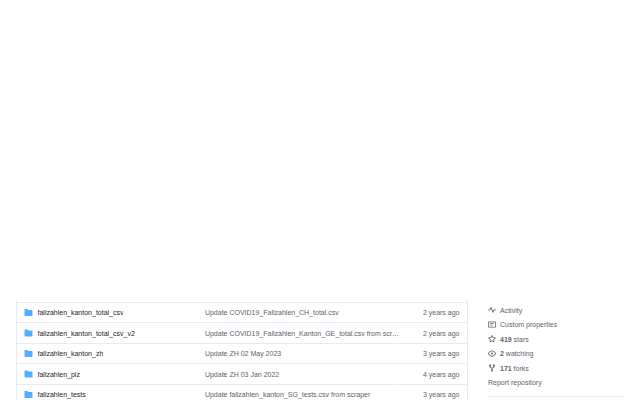 fallzahlen_kanton_total_csv Update COVID19_Fallzahlen_CH_total.csv 2 years ago
fallzahlen_kanton_total_csv_v2 Update COVID19_Fallzahlen_Kanton_GE_total.csv from scr... 2 years ago
fallzahlen_kanton_zh Update ZH 02 May 2023 3 years ago
fallzahlen_plz Update ZH 03 Jan 2022 4 years ago
fallzahlen_tests Update fallzahlen_kanton_SG_tests.csv from scraper 3 years ago
Activity
Custom properties
419 stars
2 watching
171 forks
Report repository